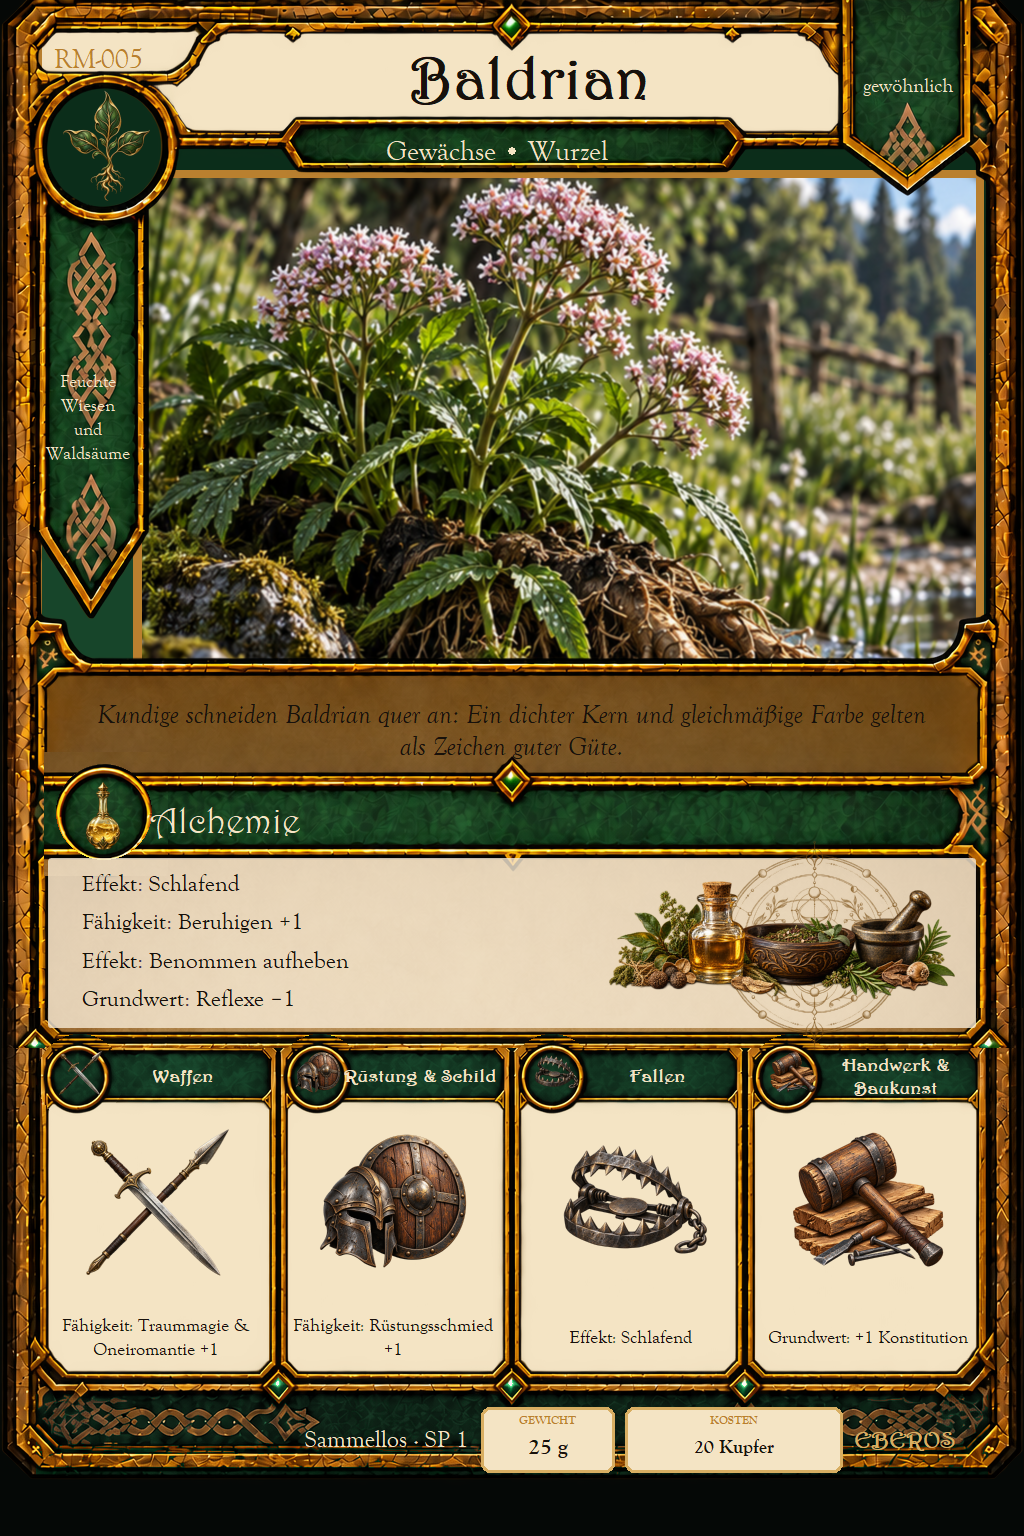 RM-005
Baldrian
gewöhnlich
Gewächse • Wurzel
Feuchte
Wiesen
und
Waldsäume
Kundige schneiden Baldrian quer an: Ein dichter Kern und gleichmäßige Farbe gelten
als Zeichen guter Güte.
Alchemie
Effekt: Schlafend
Fähigkeit: Beruhigen +1
Effekt: Benommen aufheben
Grundwert: Reflexe −1
Waffen
Fähigkeit: Traummagie &
Oneiromantie +1
Rüstung & Schild
Fähigkeit: Rüstungsschmied
+1
Fallen
Effekt: Schlafend
Handwerk &
Baukunst
Grundwert: +1 Konstitution
Sammellos · SP 1
GEWICHT
25 g
KOSTEN
20 Kupfer
EBEROS